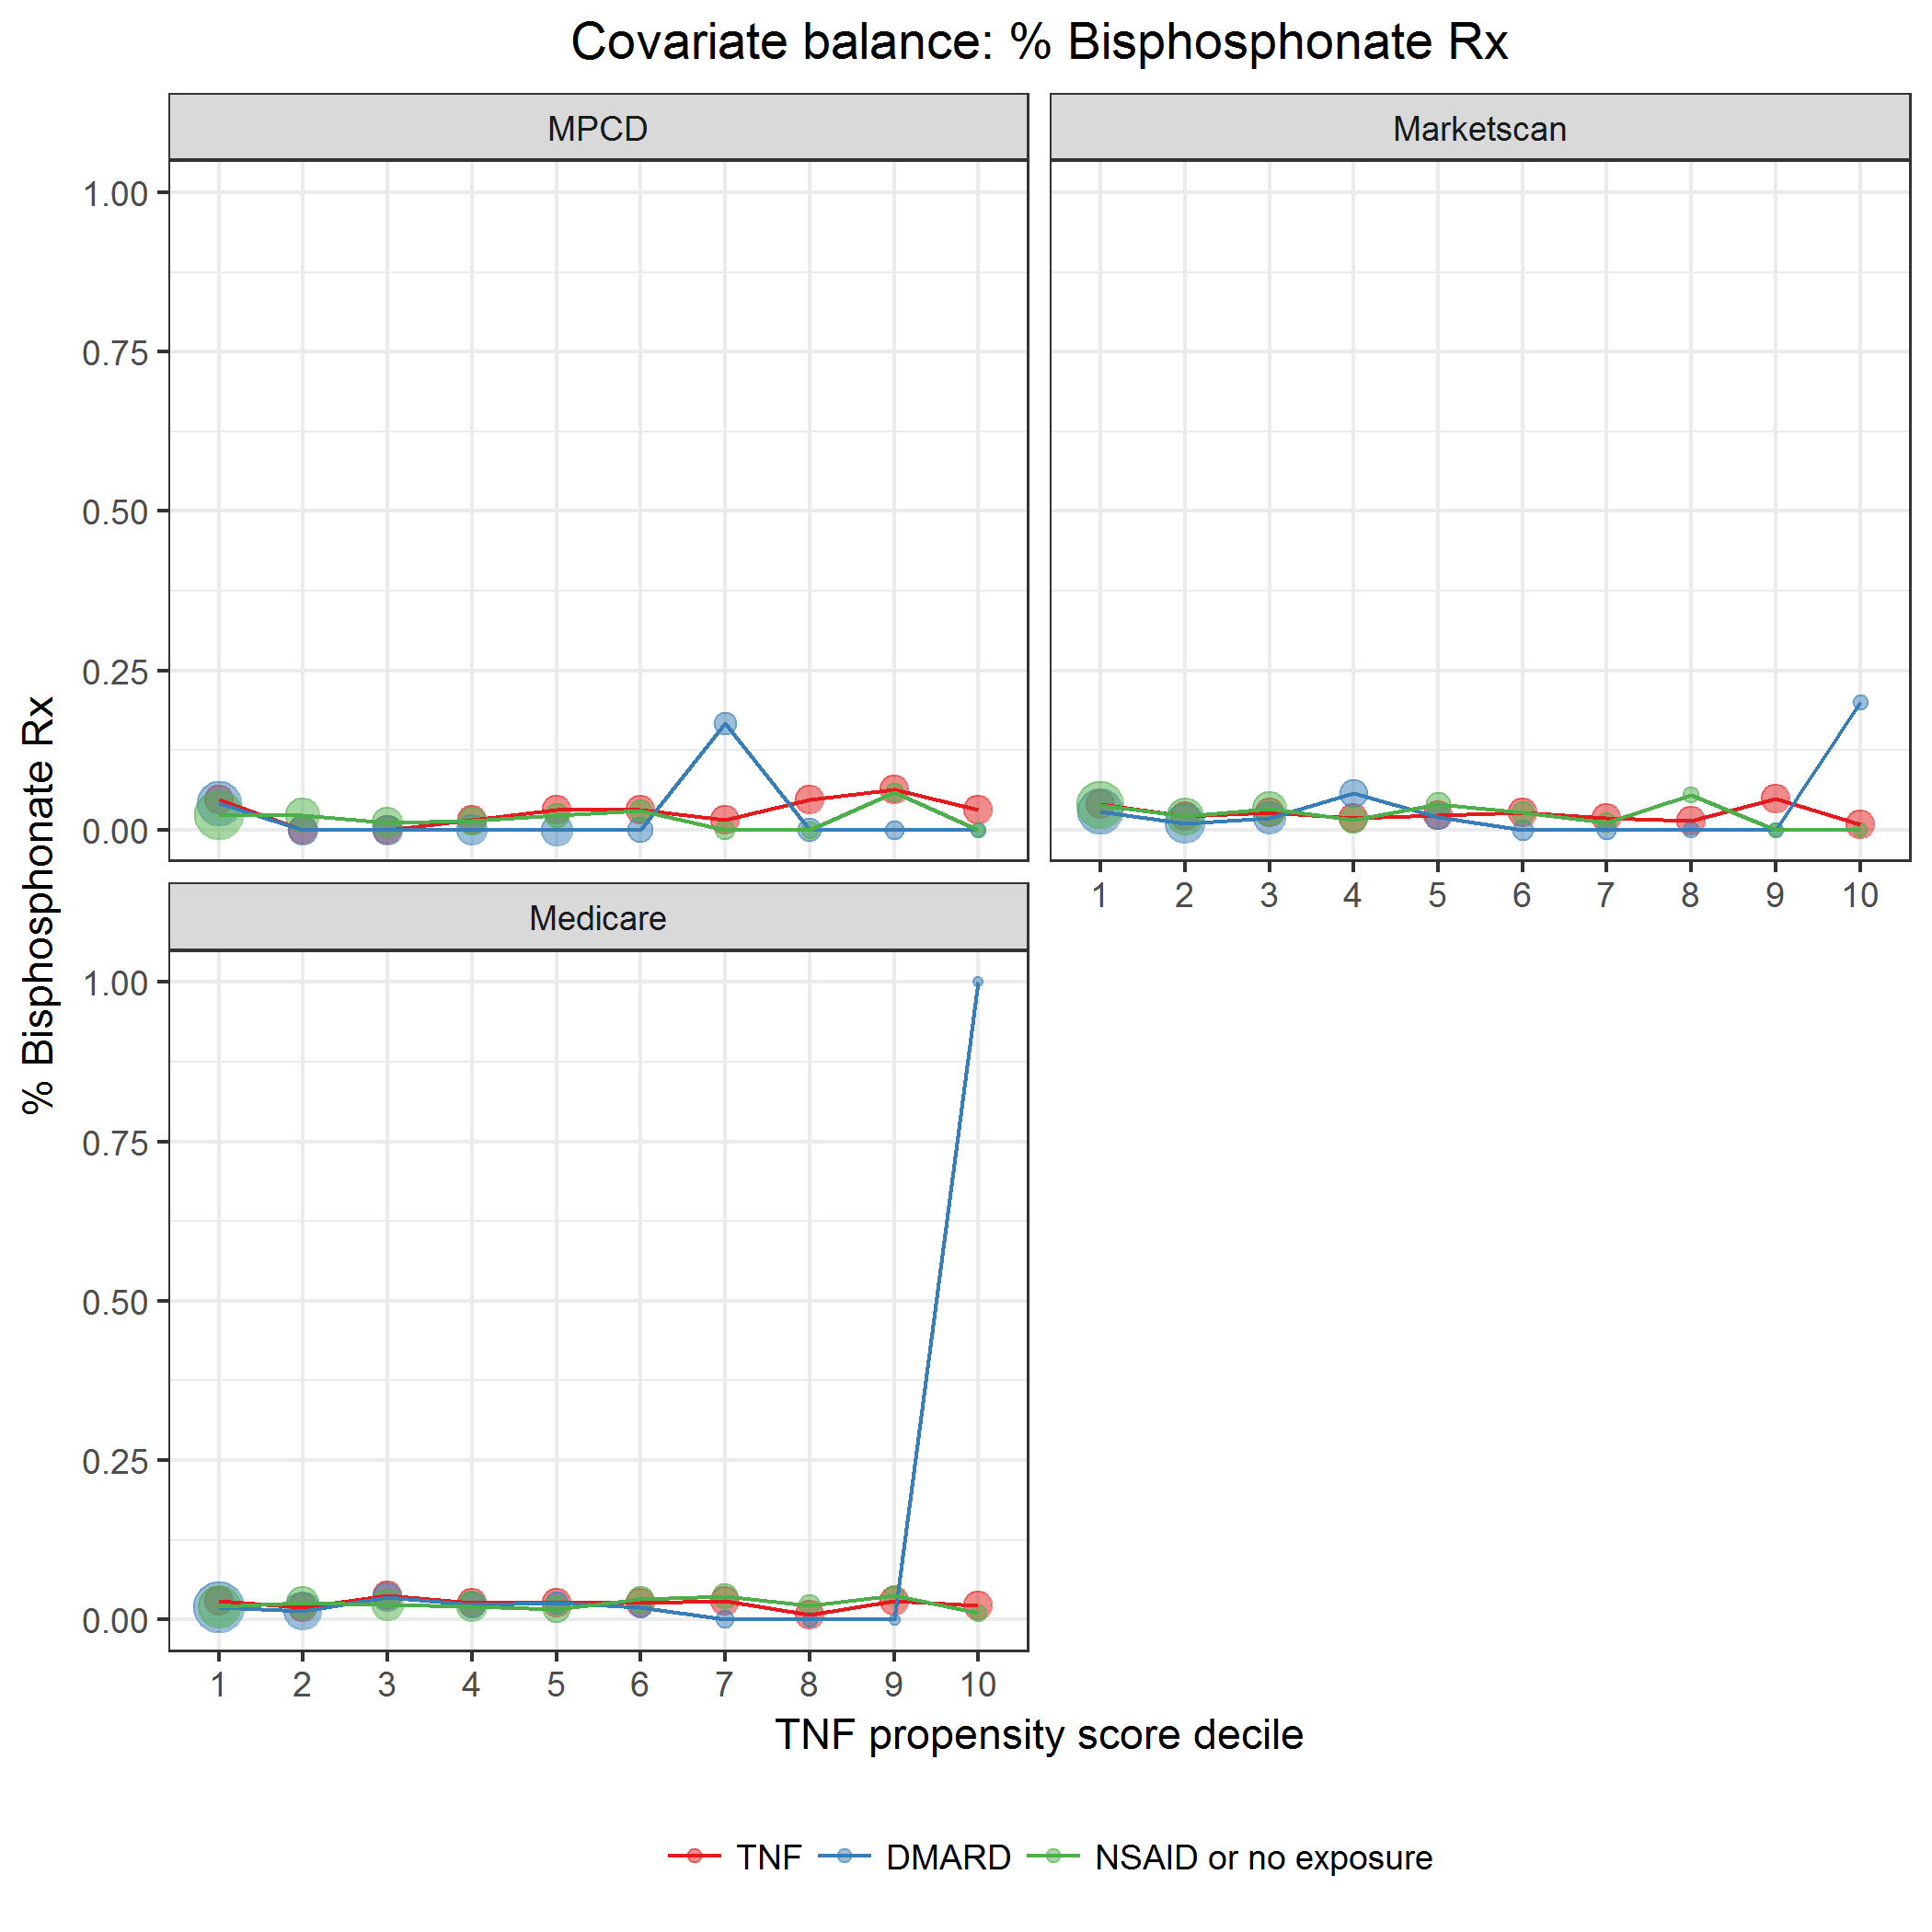 Covariate balance: % Bisphosphonate Rx
MPCD
Marketscan
1.00
0.75
0.50
0.25
0.00
1 2 3 4 5 6 7 8 9 10
Medicare
1.00
0.75
0.50
0.25
0.00
1 2 3 4 5 6 7 8 9 10
% Bisphosphonate Rx
TNF propensity score decile
TNF DMARD NSAID or no exposure